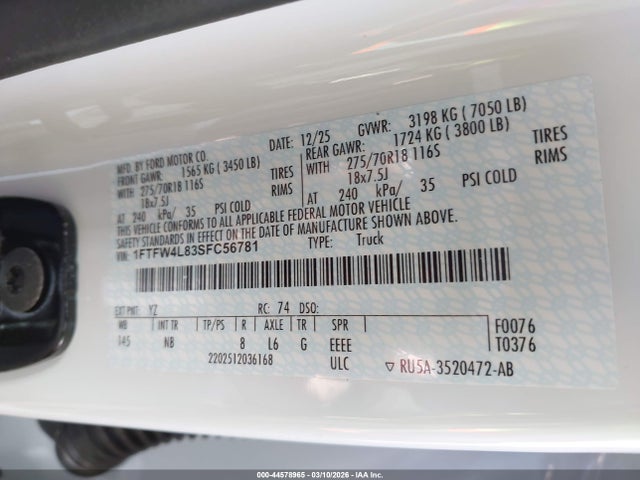 MFD. BY FORD MOTOR CO.
DATE: 12/25 GVWR: 3198 KG ( 7050 LB)
FRONT GAWR: 1565 KG ( 3450 LB) REAR GAWR: 1724 KG ( 3800 LB)
WITH 275/70R18 116S TIRES WITH 275/70R18 116S TIRES
18x7.5J RIMS 18x7.5J RIMS
AT 240 kPa/ 35 PSI COLD AT 240 kPa/ 35 PSI COLD
THIS VEHICLE CONFORMS TO ALL APPLICABLE FEDERAL MOTOR VEHICLE
SAFETY STANDARDS IN EFFECT ON THE DATE OF MANUFACTURE SHOWN ABOVE.
VIN: 1FTFW4L83SFC56781 TYPE: Truck
EXT PNT: YZ RC: 74 DSO:
WB INT TR TP/PS R AXLE TR SPR F0076
145 NB 8 L6 G EEEE T0376
2202512036168 ULC ▽ RU5A-3520472-AB
000-44578965 - 03/10/2026 - IAA Inc.